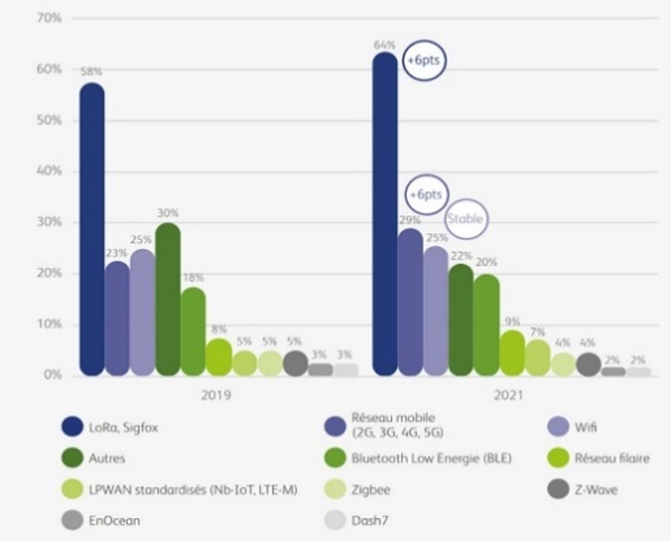 70%
60%
50%
40%
30%
20%
10%
0%
58%
23%
25%
30%
18%
8%
5%
5%
5%
3%
3%
64%
+6pts
+6pts
Stable
29%
25%
22%
20%
9%
7%
4%
4%
2%
2%
2019
2021
LoRa, Sigfox
Réseau mobile
(2G, 3G, 4G, 5G)
Wifi
Autres
Bluetooth Low Energie (BLE)
Réseau filaire
LPWAN standardisés (Nb-IoT, LTE-M)
Zigbee
Z-Wave
EnOcean
Dash7